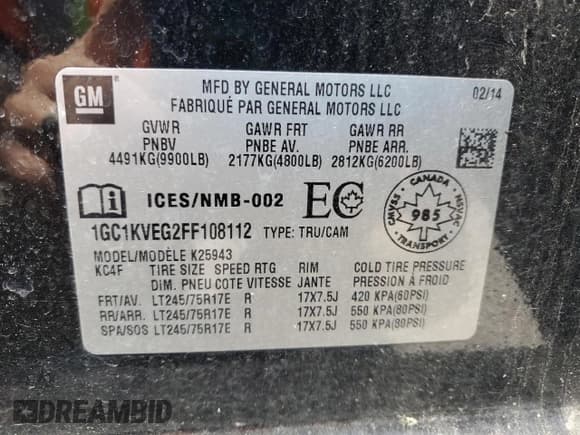 GM
MFD BY GENERAL MOTORS LLC
FABRIQUÉ PAR GENERAL MOTORS LLC
02/14
GVWR GAWR FRT GAWR RR
PNBV PNBE AV. PNBE ARR.
4491KG(9900LB) 2177KG(4800LB) 2812KG(6200LB)
ICES/NMB-002 EC
CANADA
CMVSS 985 NSVAC
TRANSPORT
1GC1KVEG2FF108112 TYPE: TRU/CAM
MODEL/MODÈLE K25943
KC4F TIRE SIZE SPEED RTG RIM COLD TIRE PRESSURE
DIM. PNEU COTE VITESSE JANTE PRESSION À FROID
FRT/AV. LT245/75R17E R 17X7.5J 420 KPA(60PSI)
RR/ARR. LT245/75R17E R 17X7.5J 550 KPA(80PSI)
SPA/SOS LT245/75R17E R 17X7.5J 550 KPA(80PSI)
DREAMBID